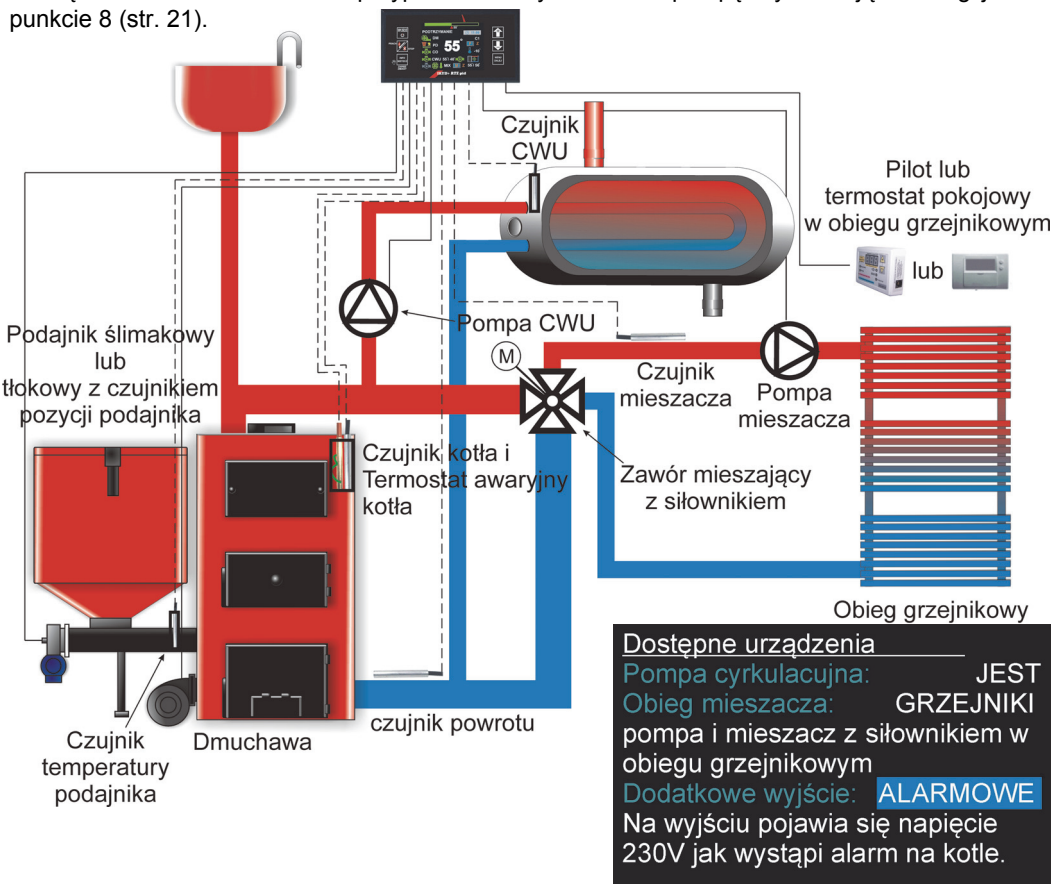 punkcie 8 (str. 21).
55°
Czujnik
CWU
Pilot lub
termostat pokojowy
w obiegu grzejnikowym
lub
Podajnik ślimakowy
lub
tłokowy z czujnikiem
pozycji podajnika
Pompa CWU
M
Czujnik
mieszacza
Pompa
mieszacza
Czujnik kotła i
Termostat awaryjny
kotła
Zawór mieszający
z siłownikiem
Obieg grzejnikowy
czujnik powrotu
Czujnik
temperatury
podajnika
Dmuchawa
Dostępne urządzenia
Pompa cyrkulacujna: JEST
Obieg mieszacza: GRZEJNIKI
pompa i mieszacz z siłownikiem w
obiegu grzejnikowym
Dodatkowe wyjście: ALARMOWE
Na wyjściu pojawia się napięcie
230V jak wystąpi alarm na kotle.